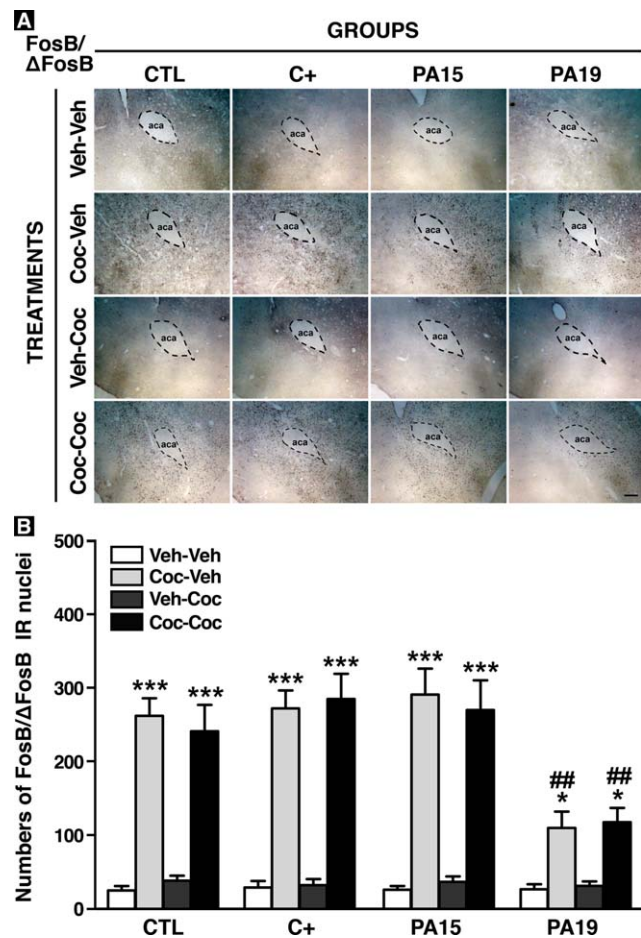 A
GROUPS
FosB/
ΔFosB
CTL C+ PA15 PA19
TREATMENTS
Veh-Veh
aca aca aca aca
Coc-Veh
aca aca aca aca
Veh-Coc
aca aca aca aca
Coc-Coc
aca aca aca aca
B
Numbers of FosB/ΔFosB IR nuclei
500
400
300
200
100
0
Veh-Veh
Coc-Veh
Veh-Coc
Coc-Coc
*** *** *** *** *** ***
## ##
* *
CTL C+ PA15 PA19